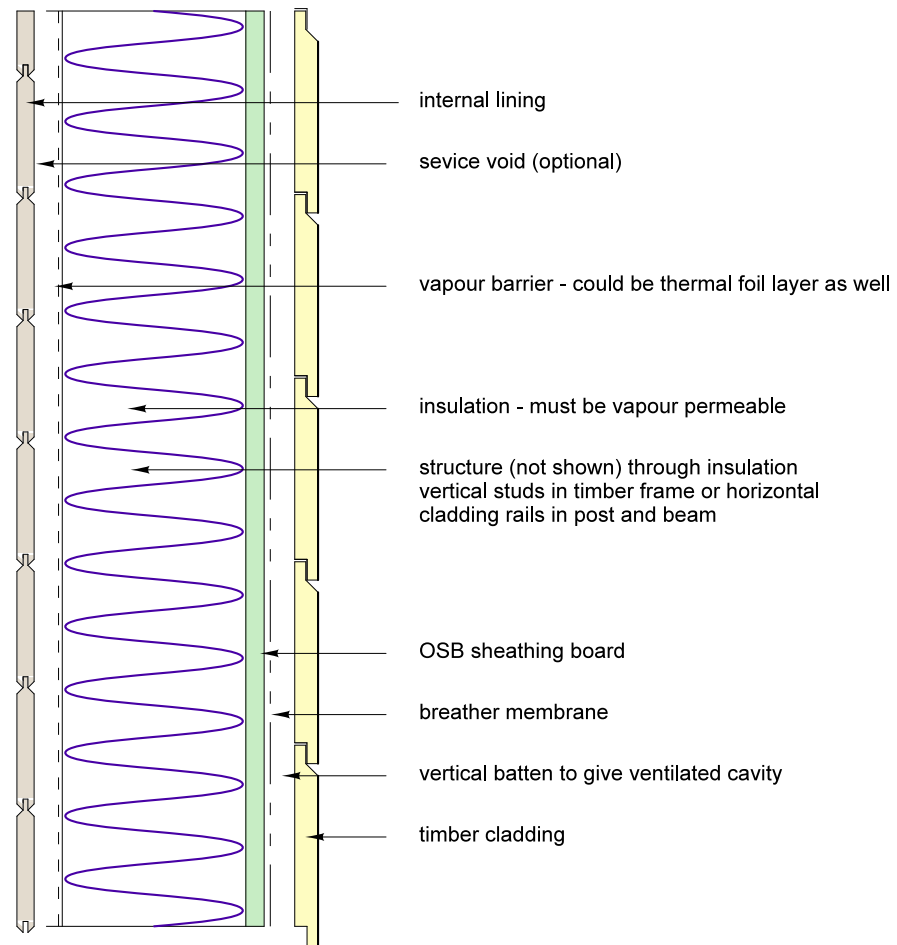 internal lining
sevice void (optional)
vapour barrier - could be thermal foil layer as well
insulation - must be vapour permeable
structure (not shown) through insulation
vertical studs in timber frame or horizontal
cladding rails in post and beam
OSB sheathing board
breather membrane
vertical batten to give ventilated cavity
timber cladding